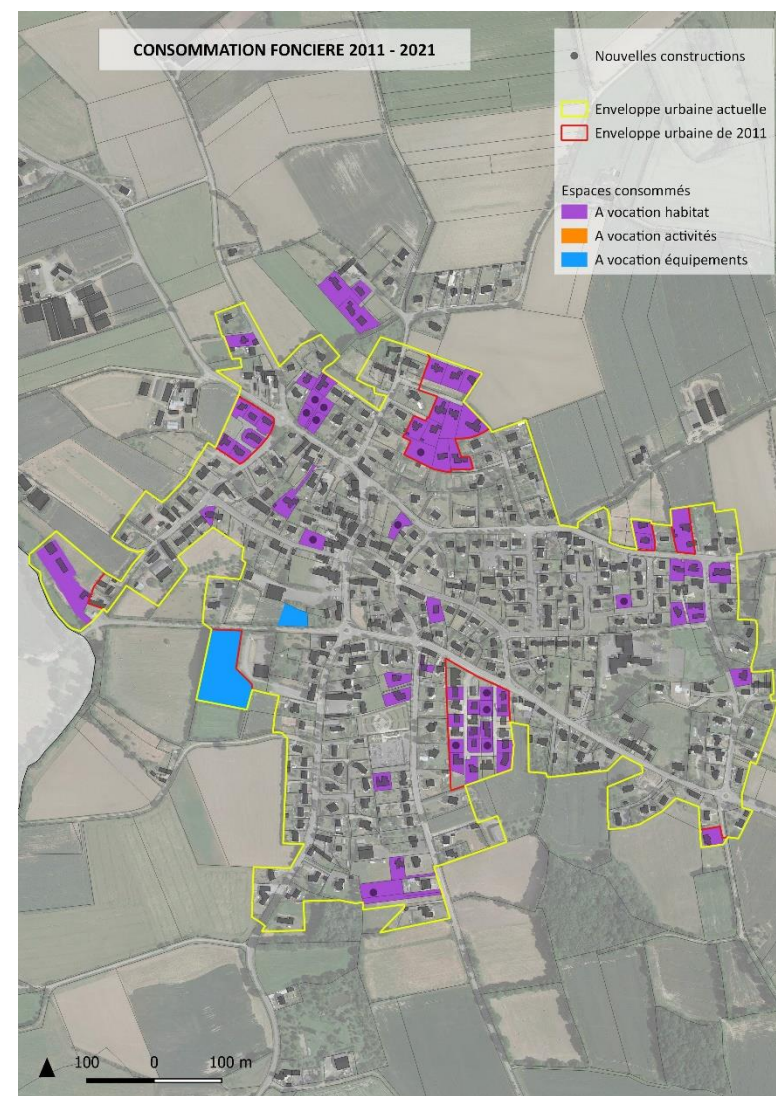 CONSOMMATION FONCIERE 2011 - 2021
Nouvelles constructions
Enveloppe urbaine actuelle
Enveloppe urbaine de 2011
Espaces consommés
A vocation habitat
A vocation activités
A vocation équipements
100 0 100 m